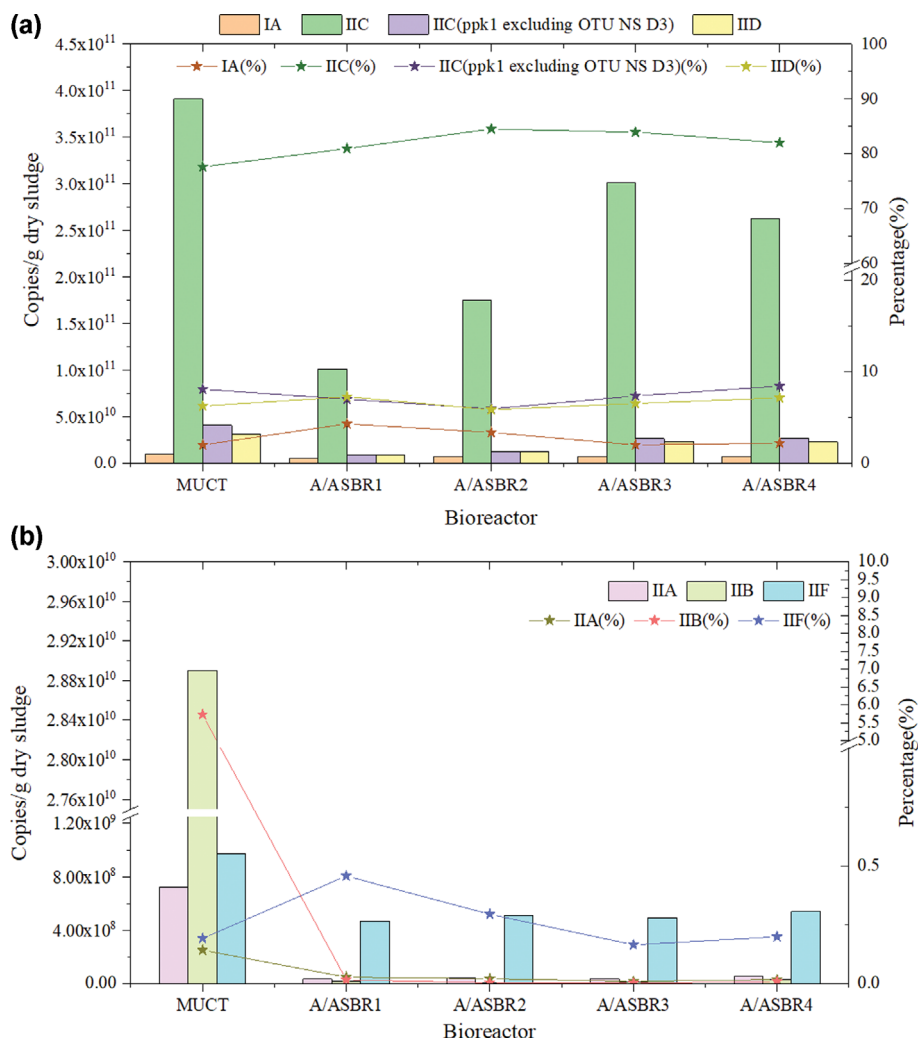 (a)
IA IIC IIC(ppk1 excluding OTU NS D3) IID
IA(%) IIC(%) IIC(ppk1 excluding OTU NS D3)(%) IID(%)
Copies/g dry sludge
4.5x10¹¹
4.0x10¹¹
3.5x10¹¹
3.0x10¹¹
2.5x10¹¹
2.0x10¹¹
1.5x10¹¹
1.0x10¹¹
5.0x10¹⁰
0.0
100
90
80
70
60
20
10
0
Percentage(%)
MUCT A/ASBR1 A/ASBR2 A/ASBR3 A/ASBR4
Bioreactor
(b)
IIA IIB IIF
IIA(%) IIB(%) IIF(%)
Copies/g dry sludge
3.00x10¹⁰
2.96x10¹⁰
2.92x10¹⁰
2.88x10¹⁰
2.84x10¹⁰
2.80x10¹⁰
2.76x10¹⁰
1.20x10⁹
8.00x10⁸
4.00x10⁸
0.00
10.0
9.5
9.0
8.5
8.0
7.5
7.0
6.5
6.0
5.5
5.0
0.5
0.0
Percentage(%)
MUCT A/ASBR1 A/ASBR2 A/ASBR3 A/ASBR4
Bioreactor